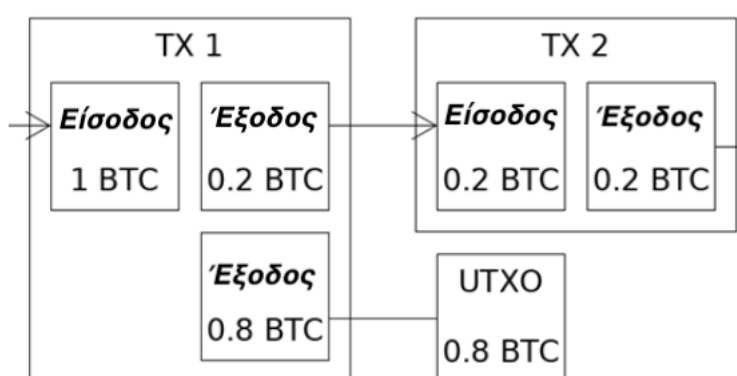 TX 1
Είσοδος
1 BTC
Έξοδος
0.2 BTC
Έξοδος
0.8 BTC
TX 2
Είσοδος
0.2 BTC
Έξοδος
0.2 BTC
UTXO
0.8 BTC